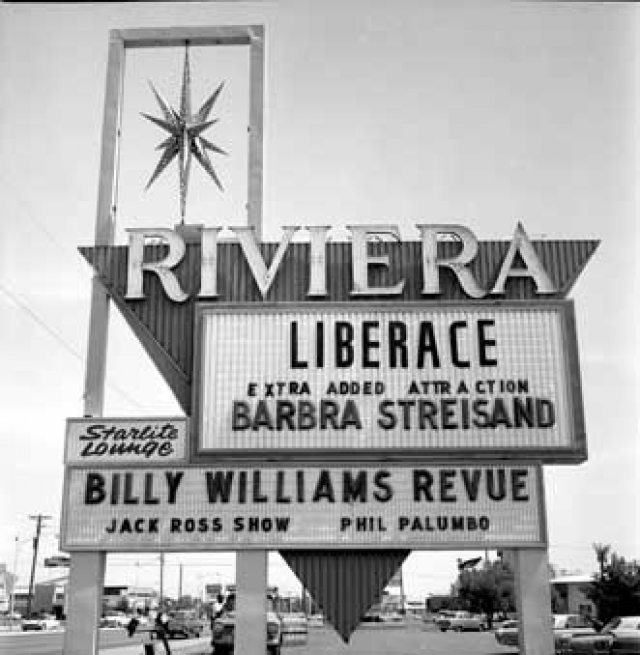 RIVIERA
LIBERACE
EXTRA ADDED ATTRACTION
BARBRA STREISAND
Starlite
Lounge
BILLY WILLIAMS REVUE
JACK ROSS SHOW PHIL PALUMBO